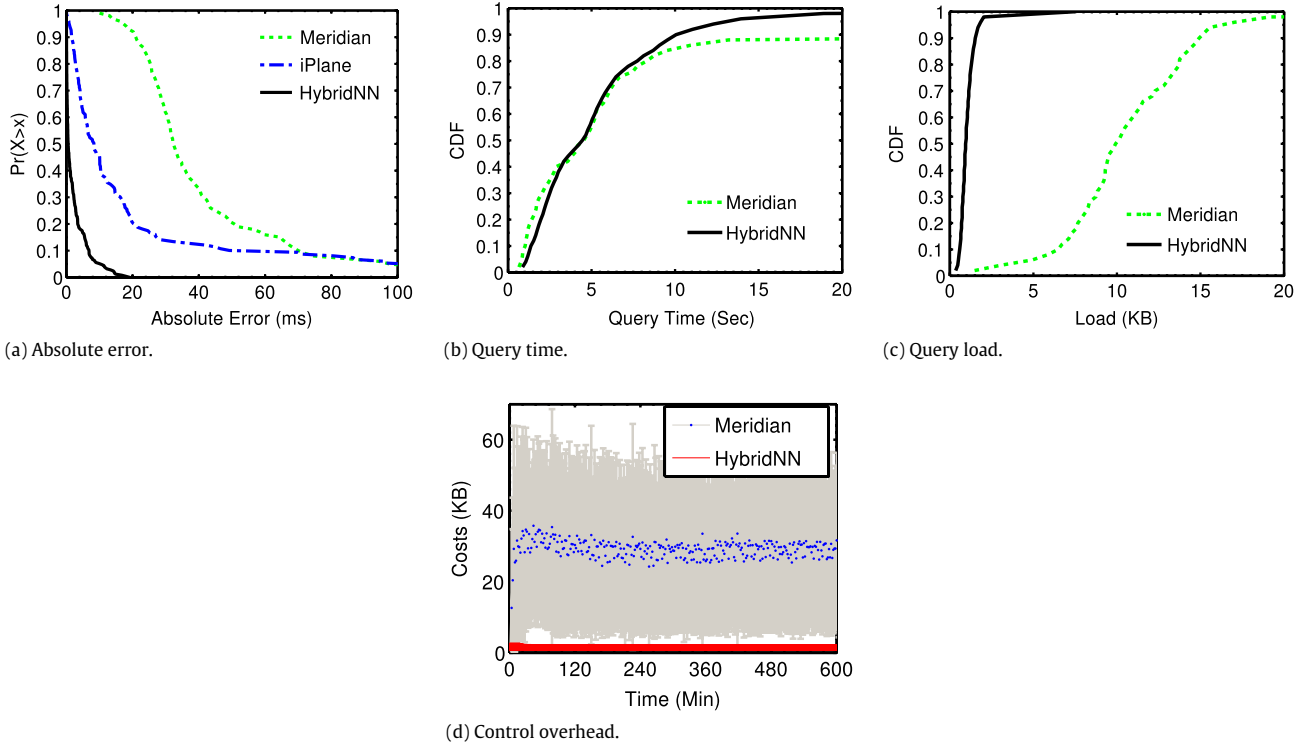 Pr(X>x)
1
0.9
0.8
0.7
0.6
0.5
0.4
0.3
0.2
0.1
0
0 20 40 60 80 100
Absolute Error (ms)
Meridian
iPlane
HybridNN
(a) Absolute error.
CDF
1
0.9
0.8
0.7
0.6
0.5
0.4
0.3
0.2
0.1
0
0 5 10 15 20
Query Time (Sec)
Meridian
HybridNN
(b) Query time.
CDF
1
0.9
0.8
0.7
0.6
0.5
0.4
0.3
0.2
0.1
0
0 5 10 15 20
Load (KB)
Meridian
HybridNN
(c) Query load.
Costs (KB)
60
40
20
0
0 120 240 360 480 600
Time (Min)
Meridian
HybridNN
(d) Control overhead.